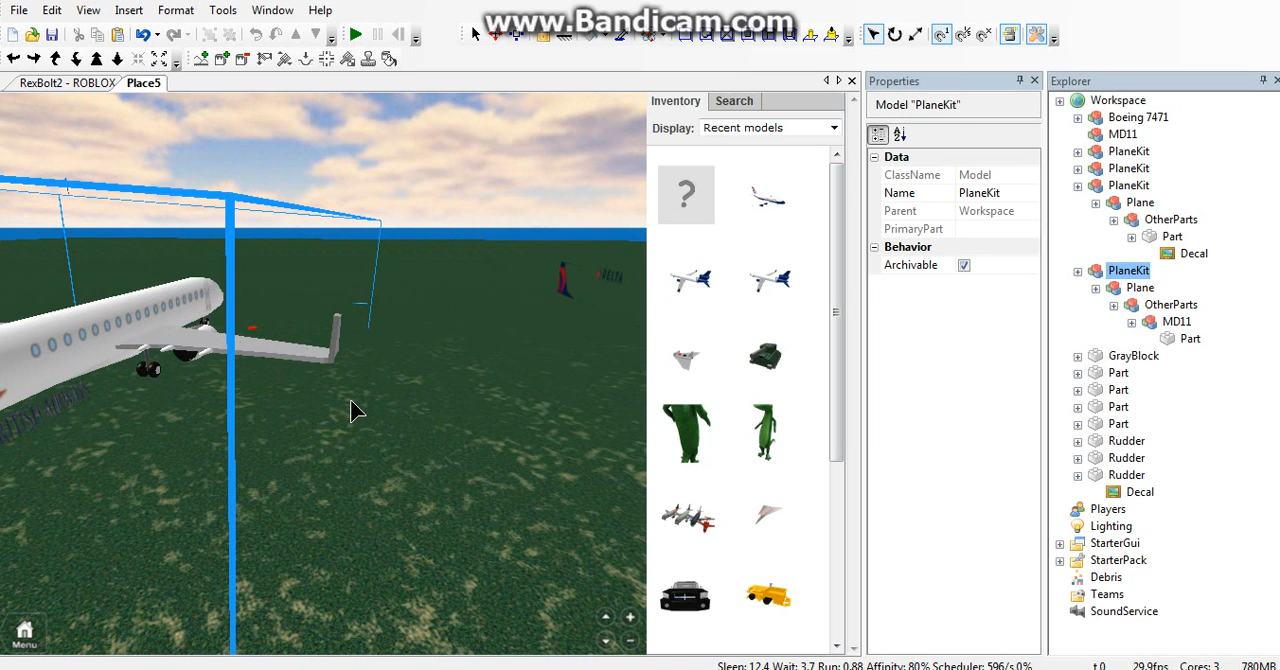 File Edit View Insert Format Tools Window Help
www.Bandicam.com
RexBolt2 - ROBLOX Place5
Inventory Search
Display: Recent models
?
DELTA
Menu
Properties
Model "PlaneKit"
Data
ClassName Model
Name PlaneKit
Parent Workspace
PrimaryPart
Behavior
Archivable
Explorer
Workspace
Boeing 7471
MD11
PlaneKit
PlaneKit
PlaneKit
Plane
OtherParts
Part
Decal
PlaneKit
Plane
OtherParts
MD11
Part
GrayBlock
Part
Part
Part
Part
Rudder
Rudder
Rudder
Decal
Players
Lighting
StarterGui
StarterPack
Debris
Teams
SoundService
Sleep: 12.4 Wait: 3.7 Run: 0.88 Affinity: 80% Scheduler: 596/s 0% t 0 29.9fps Cores: 3 780MB